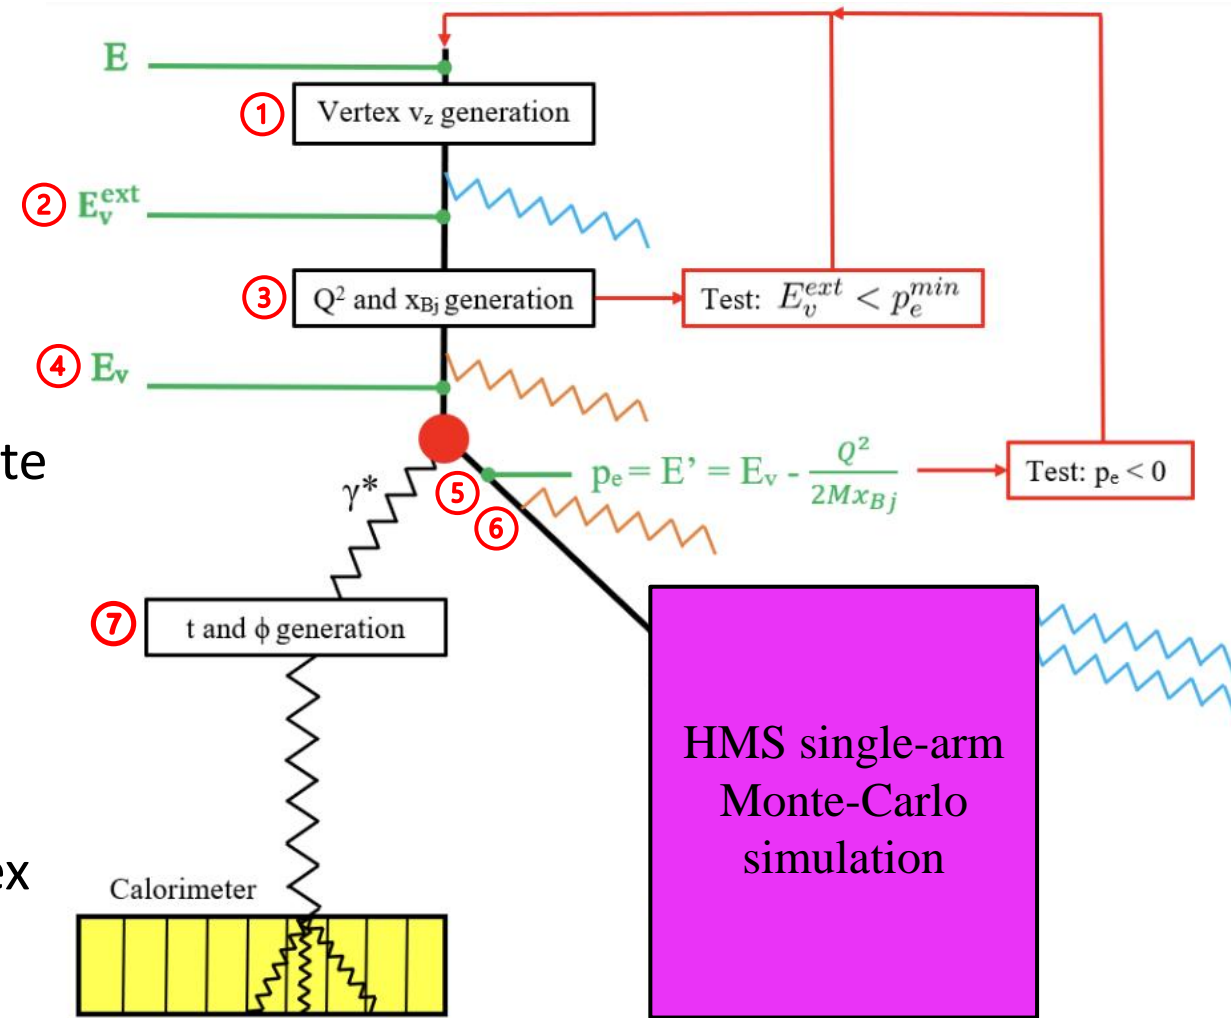 E
① Vertex v_z generation
② E_v^ext
③ Q² and x_Bj generation
Test: E_v^ext < p_e^min
④ E_v
te
γ*
⑤ p_e = E' = E_v - Q²/2Mx_Bj
Test: p_e < 0
⑥
⑦ t and ϕ generation
HMS single-arm
Monte-Carlo
simulation
ex
Calorimeter